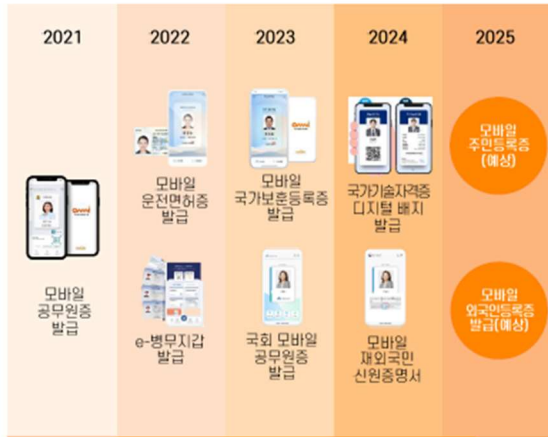 2021
2022
2023
2024
2025
모바일
공무원증
발급
모바일
운전면허증
발급
e-병무지갑
발급
모바일
국가보훈등록증
발급
국회 모바일
공무원증
발급
국가기술자격증
디지털 배지
발급
모바일
재외국민
신원증명서
모바일
주민등록증
(예상)
모바일
외국인등록증
발급(예상)